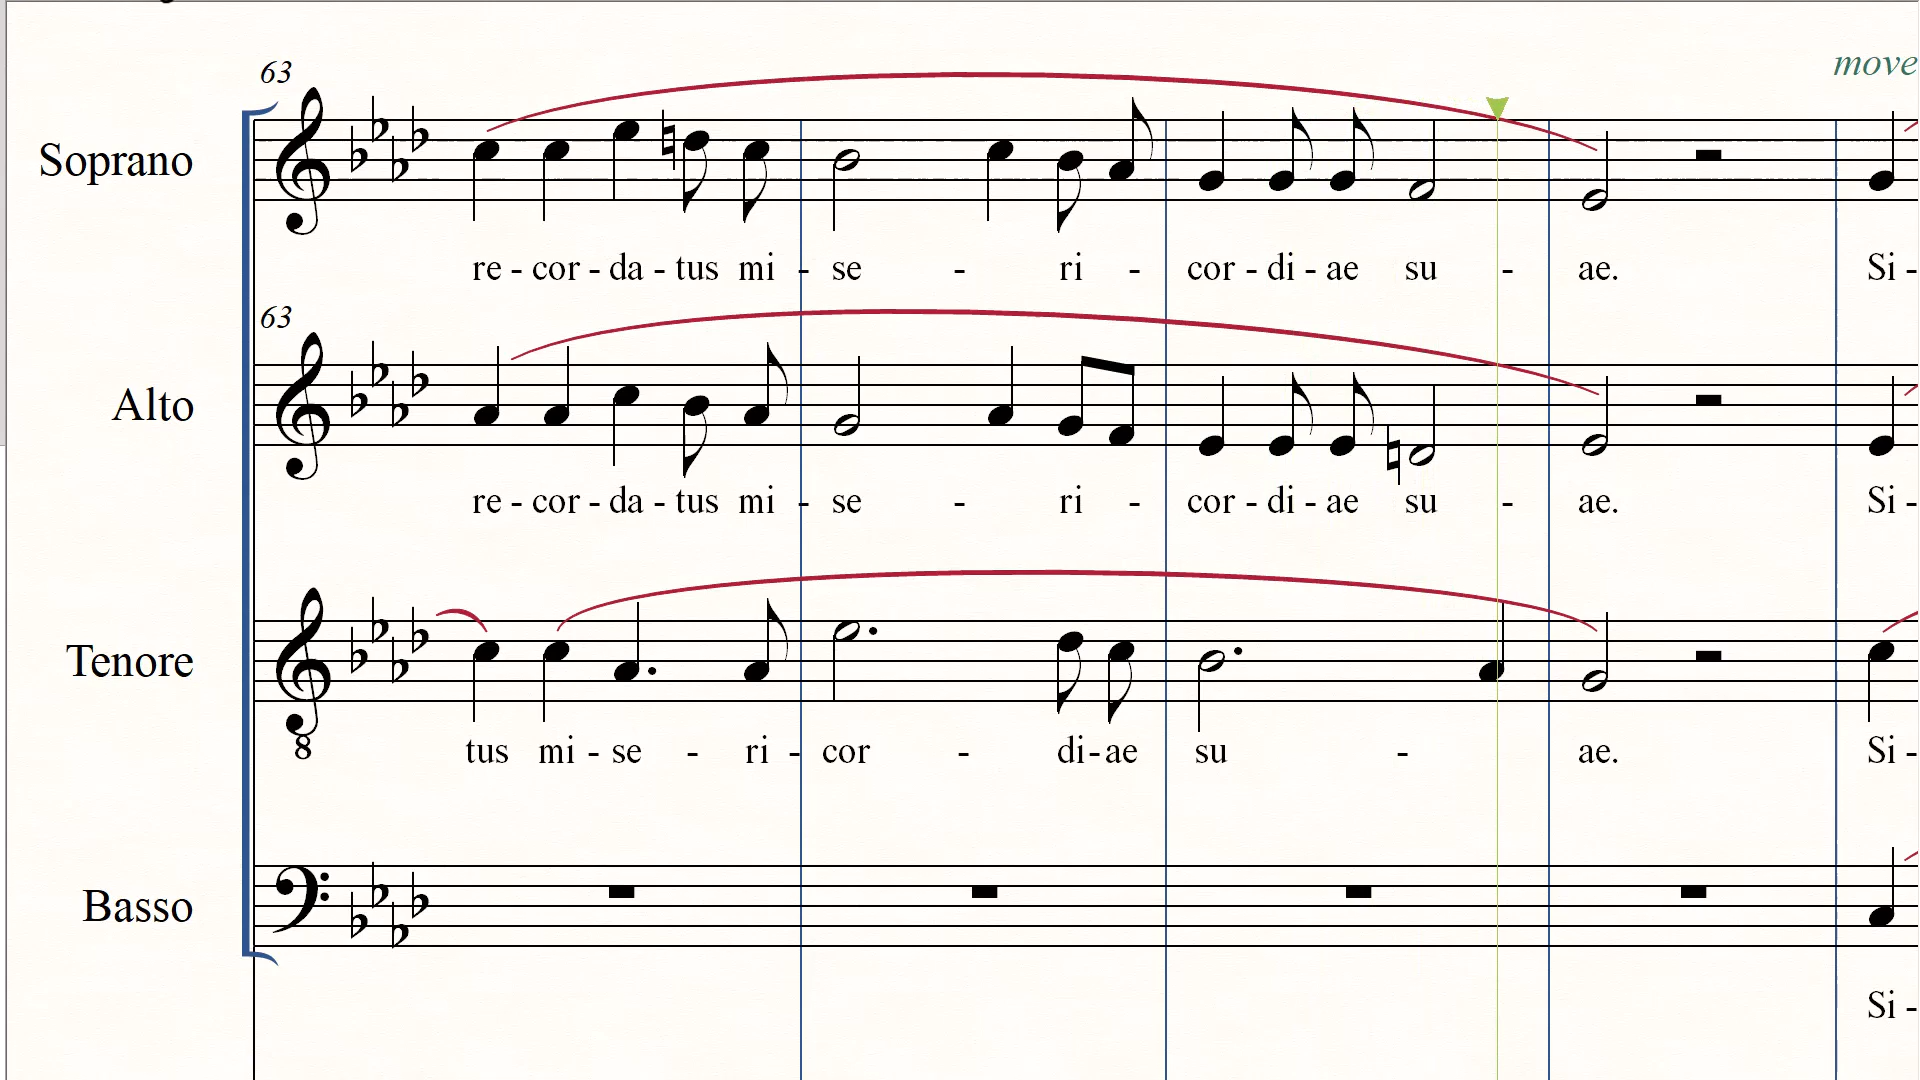 move
63
Soprano
re - cor - da - tus mi - se - ri - cor - di - ae su - ae. Si -
63
Alto
re - cor - da - tus mi - se - ri - cor - di - ae su - ae. Si -
Tenore
8
tus mi - se - ri - cor - di - ae su - ae. Si -
Basso
Si -